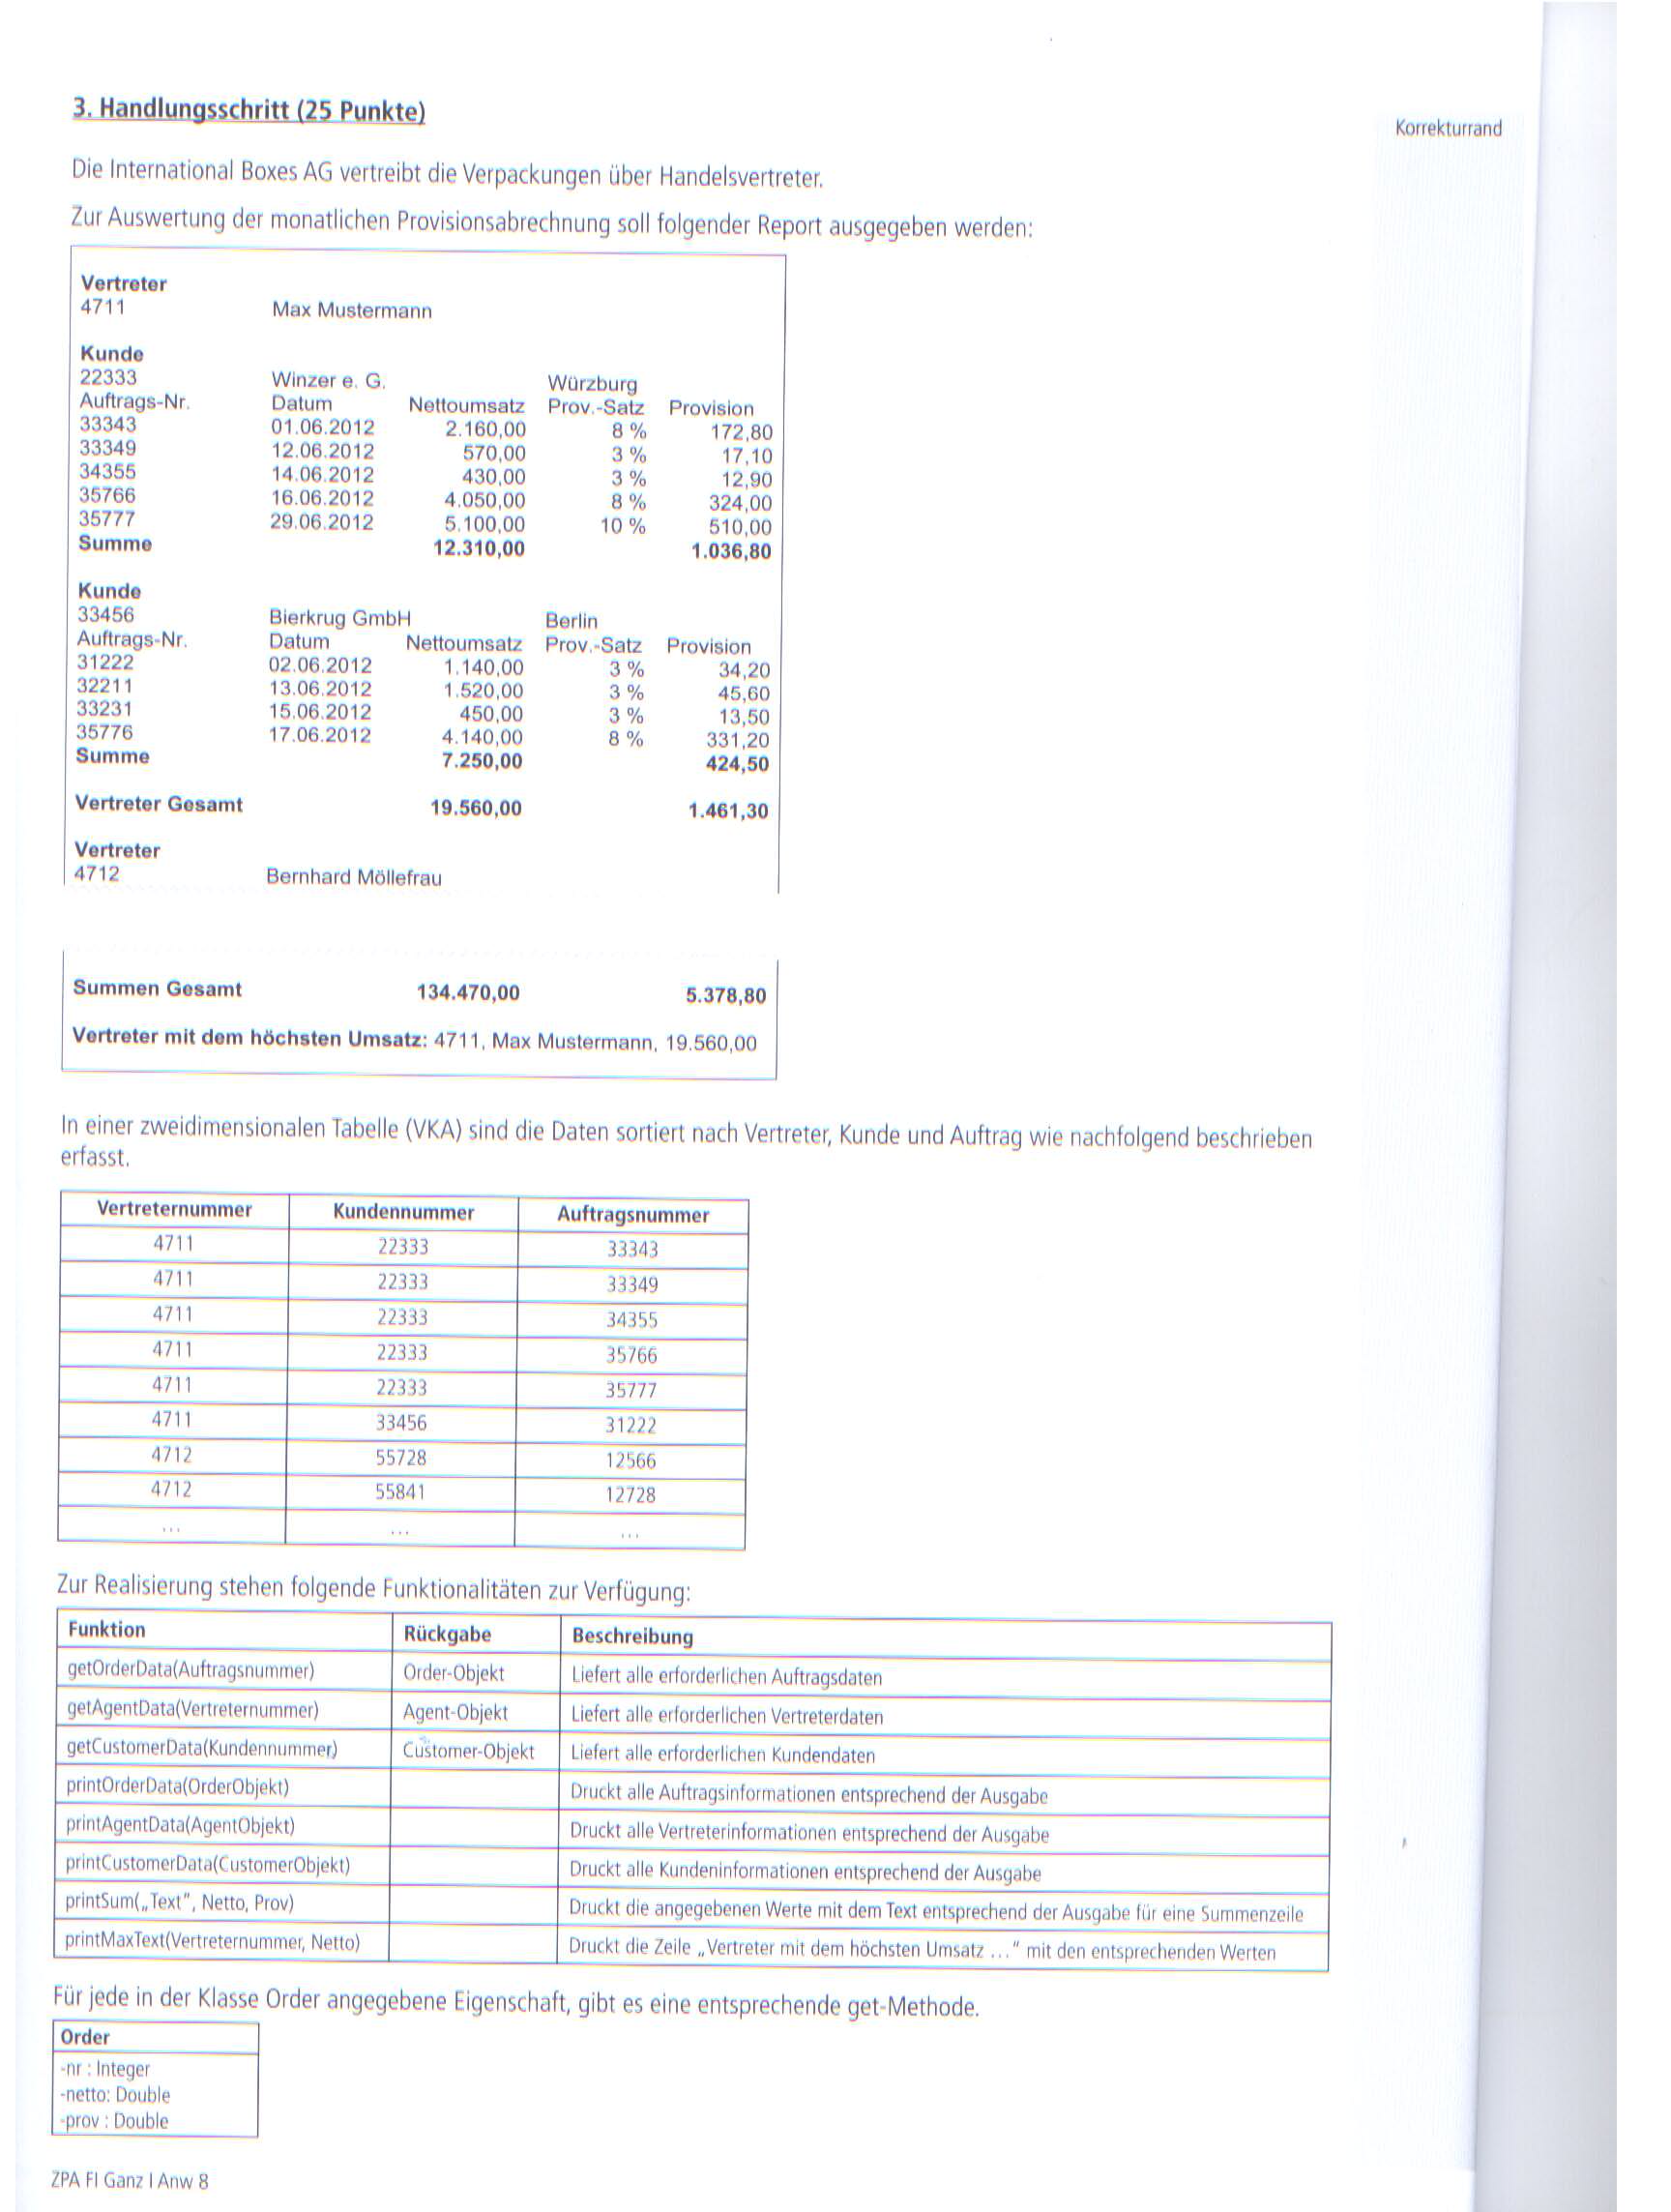 3. Handlungsschritt (25 Punkte)
Korrekturrand
Die International Boxes AG vertreibt die Verpackungen über Handelsvertreter.
Zur Auswertung der monatlichen Provisionsabrechnung soll folgender Report ausgegeben werden:
Vertreter
4711 Max Mustermann
Kunde
22333 Winzer e. G. Würzburg
Auftrags-Nr. Datum Nettoumsatz Prov.-Satz Provision
33343 01.06.2012 2.160,00 8 % 172,80
33349 12.06.2012 570,00 3 % 17,10
34355 14.06.2012 430,00 3 % 12,90
35766 16.06.2012 4.050,00 8 % 324,00
35777 29.06.2012 5.100,00 10 % 510,00
Summe 12.310,00 1.036,80
Kunde
33456 Bierkrug GmbH Berlin
Auftrags-Nr. Datum Nettoumsatz Prov.-Satz Provision
31222 02.06.2012 1.140,00 3 % 34,20
32211 13.06.2012 1.520,00 3 % 45,60
33231 15.06.2012 450,00 3 % 13,50
35776 17.06.2012 4.140,00 8 % 331,20
Summe 7.250,00 424,50
Vertreter Gesamt 19.560,00 1.461,30
Vertreter
4712 Bernhard Möllefrau
Summen Gesamt 134.470,00 5.378,80
Vertreter mit dem höchsten Umsatz: 4711, Max Mustermann, 19.560,00
In einer zweidimensionalen Tabelle (VKA) sind die Daten sortiert nach Vertreter, Kunde und Auftrag wie nachfolgend beschrieben
erfasst.
Vertreternummer Kundennummer Auftragsnummer
4711 22333 33343
4711 22333 33349
4711 22333 34355
4711 22333 35766
4711 22333 35777
4711 33456 31222
4712 55728 12566
4712 55841 12728
... ... ...
Zur Realisierung stehen folgende Funktionalitäten zur Verfügung:
Funktion Rückgabe Beschreibung
getOrderData(Auftragsnummer) Order-Objekt Liefert alle erforderlichen Auftragsdaten
getAgentData(Vertreternummer) Agent-Objekt Liefert alle erforderlichen Vertreterdaten
getCustomerData(Kundennummer) Customer-Objekt Liefert alle erforderlichen Kundendaten
printOrderData(OrderObjekt) Druckt alle Auftragsinformationen entsprechend der Ausgabe
printAgentData(AgentObjekt) Druckt alle Vertreterinformationen entsprechend der Ausgabe
printCustomerData(CustomerObjekt) Druckt alle Kundeninformationen entsprechend der Ausgabe
printSum(„Text“, Netto, Prov) Druckt die angegebenen Werte mit dem Text entsprechend der Ausgabe für eine Summenzeile
printMaxText(Vertreternummer, Netto) Druckt die Zeile „Vertreter mit dem höchsten Umsatz ...“ mit den entsprechenden Werten
Für jede in der Klasse Order angegebene Eigenschaft, gibt es eine entsprechende get-Methode.
Order
-nr : Integer
-netto: Double
-prov : Double
ZPA FI Ganz I Anw 8